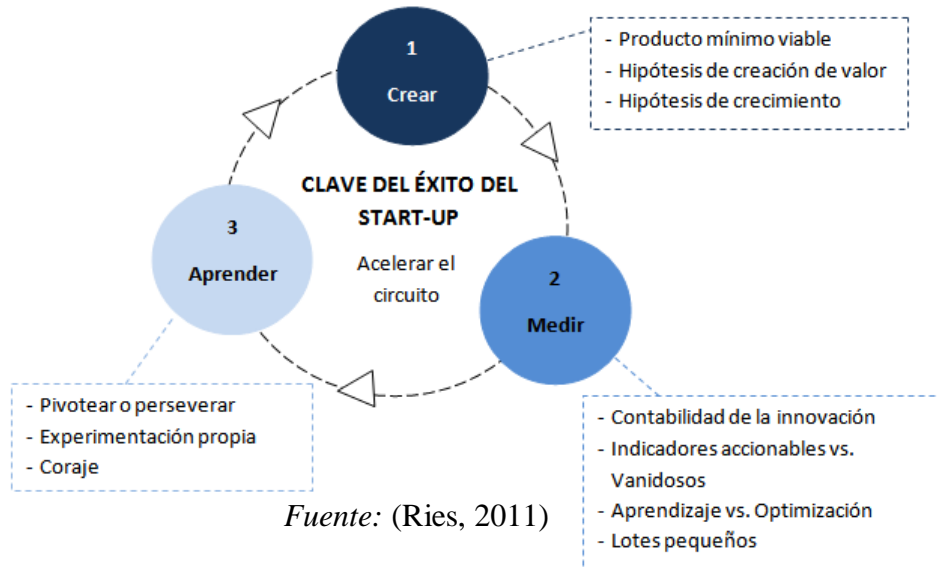 1
Crear
- Producto mínimo viable
- Hipótesis de creación de valor
- Hipótesis de crecimiento
CLAVE DEL ÉXITO DEL
START-UP
Acelerar el
circuito
2
Medir
- Contabilidad de la innovación
- Indicadores accionables vs.
Vanidosos
- Aprendizaje vs. Optimización
- Lotes pequeños
3
Aprender
- Pivotear o perseverar
- Experimentación propia
- Coraje
Fuente: (Ries, 2011)